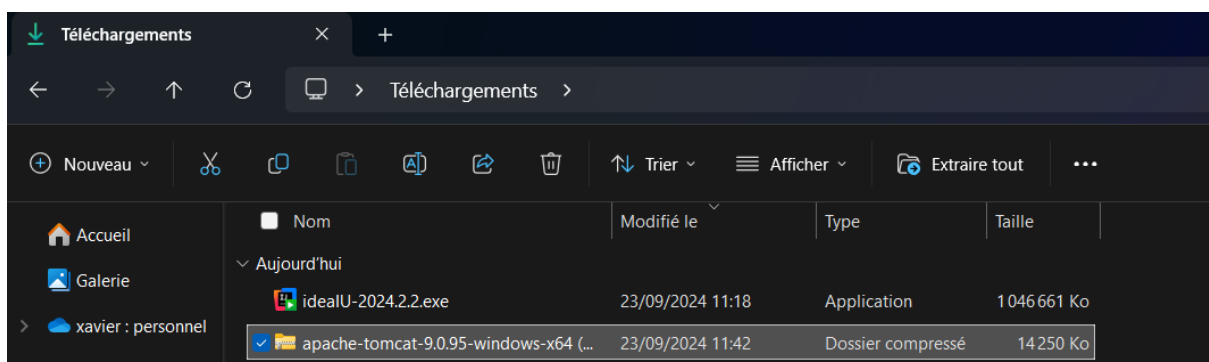 Téléchargements
Téléchargements
Nouveau Trier Afficher Extraire tout
Nom Modifié le Type Taille
Accueil
Aujourd'hui
Galerie
ideaIU-2024.2.2.exe 23/09/2024 11:18 Application 1 046 661 Ko
xavier : personnel
apache-tomcat-9.0.95-windows-x64 (... 23/09/2024 11:42 Dossier compressé 14 250 Ko